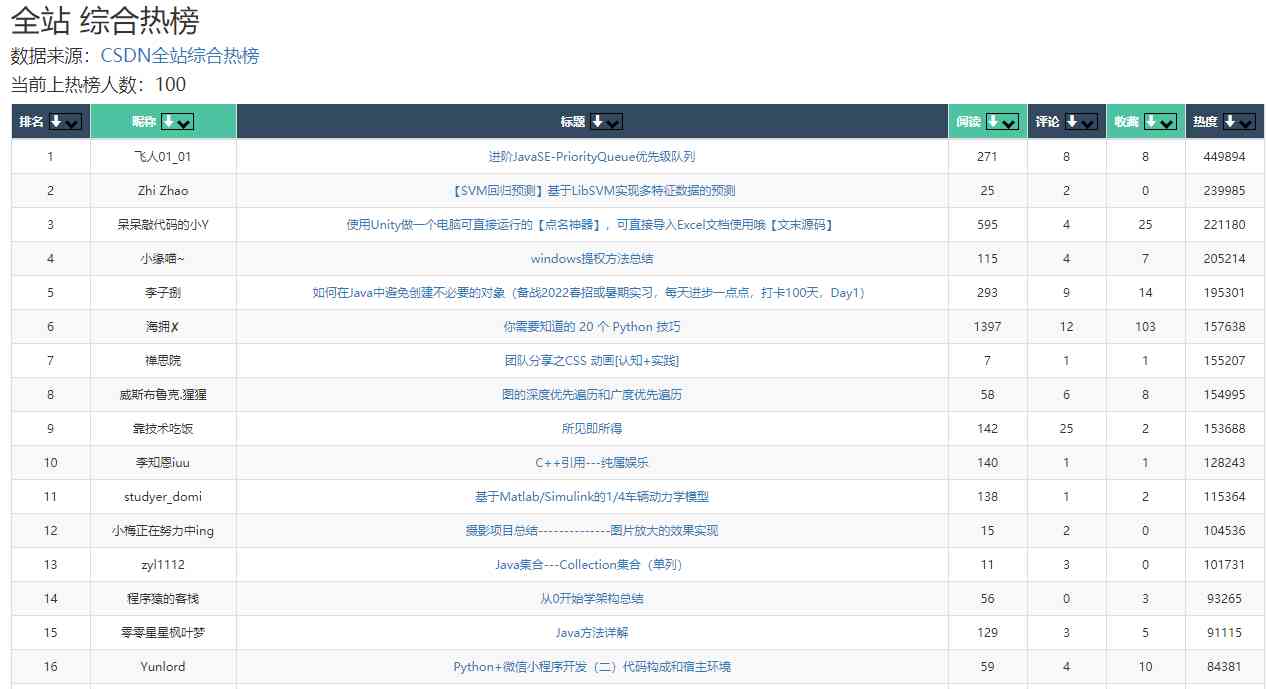 全站 综合热榜
数据来源：CSDN全站综合热榜
当前上热榜人数：100
排名 昵称 标题 阅读 评论 收藏 热度
1 飞人01_01 进阶JavaSE-PriorityQueue优先级队列 271 8 8 449894
2 Zhi Zhao 【SVM回归预测】基于LibSVM实现多特征数据的预测 25 2 0 239985
3 呆呆敲代码的小Y 使用Unity做一个电脑可直接运行的【点名神器】，可直接导入Excel文档使用哦【文末源码】 595 4 25 221180
4 小缘喵~ windows提权方法总结 115 4 7 205214
5 李子捌 如何在Java中避免创建不必要的对象（备战2022春招或暑期实习，每天进步一点点，打卡100天，Day1） 293 9 14 195301
6 海拥✘ 你需要知道的 20 个 Python 技巧 1397 12 103 157638
7 禅思院 团队分享之CSS 动画[认知+实践] 7 1 1 155207
8 威斯布鲁克.猩猩 图的深度优先遍历和广度优先遍历 58 6 8 154995
9 靠技术吃饭 所见即所得 142 25 2 153688
10 李知恩iuu C++引用---纯属娱乐 140 1 1 128243
11 studyer_domi 基于Matlab/Simulink的1/4车辆动力学模型 138 1 2 115364
12 小梅正在努力中ing 摄影项目总结--------------图片放大的效果实现 15 2 0 104536
13 zyl1112 Java集合---Collection集合（单列） 11 3 0 101731
14 程序猿的客栈 从0开始学架构总结 56 0 3 93265
15 零零星星枫叶梦 Java方法详解 129 3 5 91115
16 Yunlord Python+微信小程序开发（二）代码构成和宿主环境 59 4 10 84381